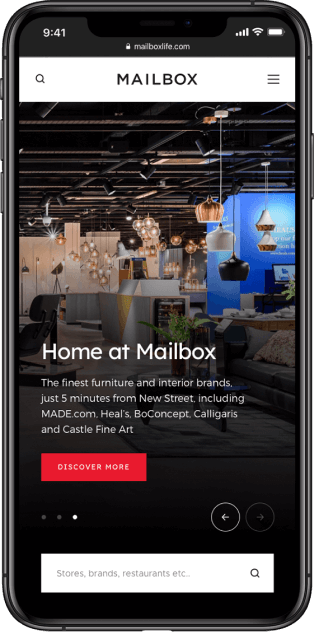 9:41
mailboxlife.com
MAILBOX
Home at Mailbox
The finest furniture and interior brands,
just 5 minutes from New Street, including
MADE.com, Heal's, BoConcept, Calligaris
and Castle Fine Art
DISCOVER MORE
Stores, brands, restaurants etc..